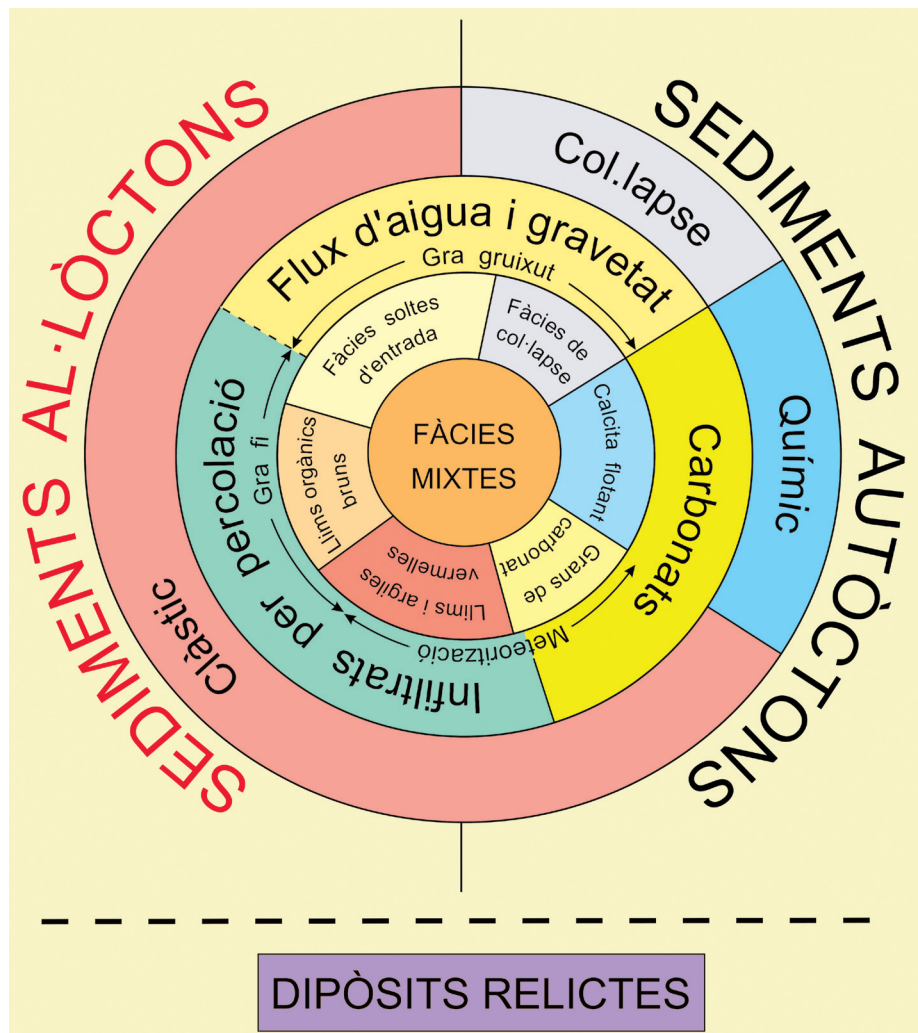 SEDIMENTS AL·LÒCTONS
SEDIMENTS AUTÒCTONS
Col.lapse
Químic
Clàstic
Flux d'aigua i gravetat
Carbonats
Infiltrats per percolació
Gra gruixut
Gra fi
Meteorització
Fàcies soltes
d'entrada
Fàcies de
col·lapse
Calcita flotant
Grans de
carbonat
Llims i argiles
vermelles
Llims orgànics
bruns
FÀCIES
MIXTES
DIPÒSITS RELICTES